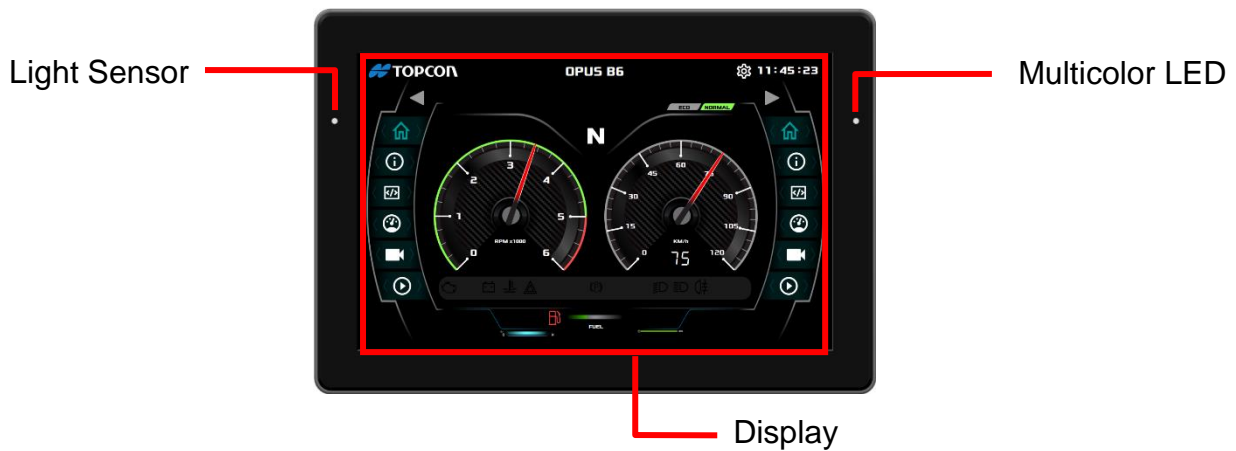 Light Sensor
Multicolor LED
TOPCON
OPUS B6
11:45:23
ECO NORMAL
N
0 1 2 3 4 5 6
RPM x1000
0 15 30 45 60 75 90 105 120
KM/h
75
FUEL
Display